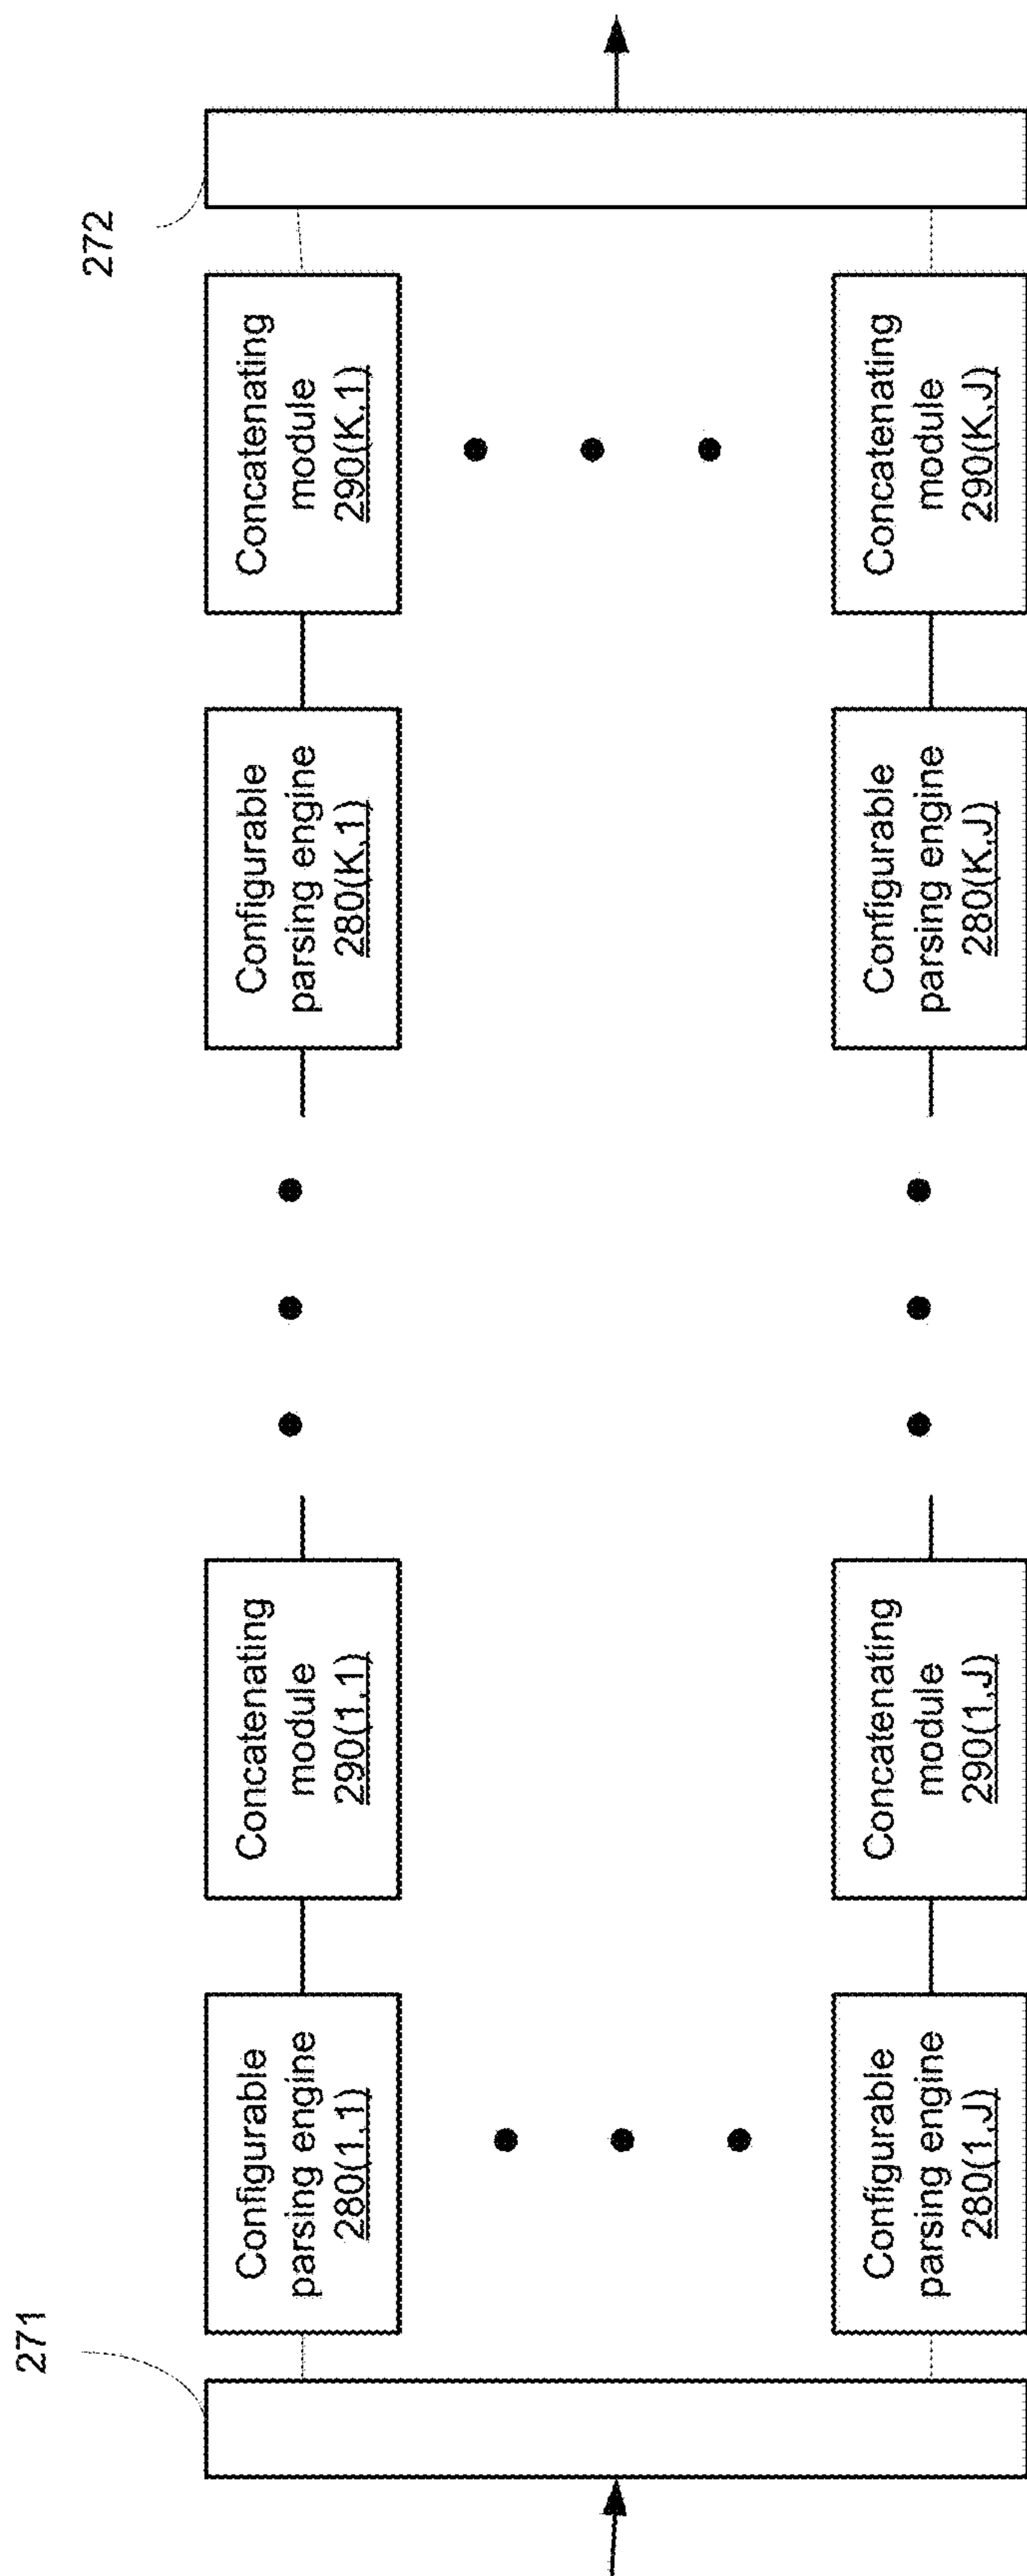 271
272
Configurable
parsing engine
280(1,1)
Concatenating
module
290(1,1)
Configurable
parsing engine
280(K,1)
Concatenating
module
290(K,1)
Configurable
parsing engine
280(1,J)
Concatenating
module
290(1,J)
Configurable
parsing engine
280(K,J)
Concatenating
module
290(K,J)